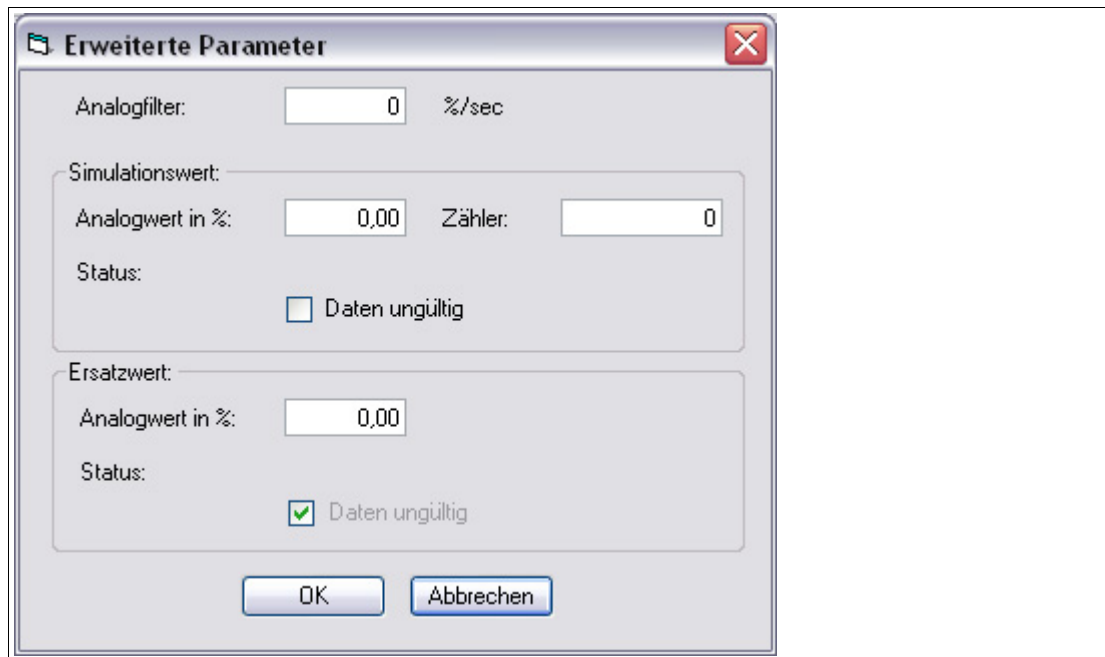 Erweiterte Parameter
Analogfilter: 0 %/sec
Simulationswert:
Analogwert in %: 0,00 Zähler: 0
Status:
Daten ungültig
Ersatzwert:
Analogwert in %: 0,00
Status:
Daten ungültig
OK Abbrechen